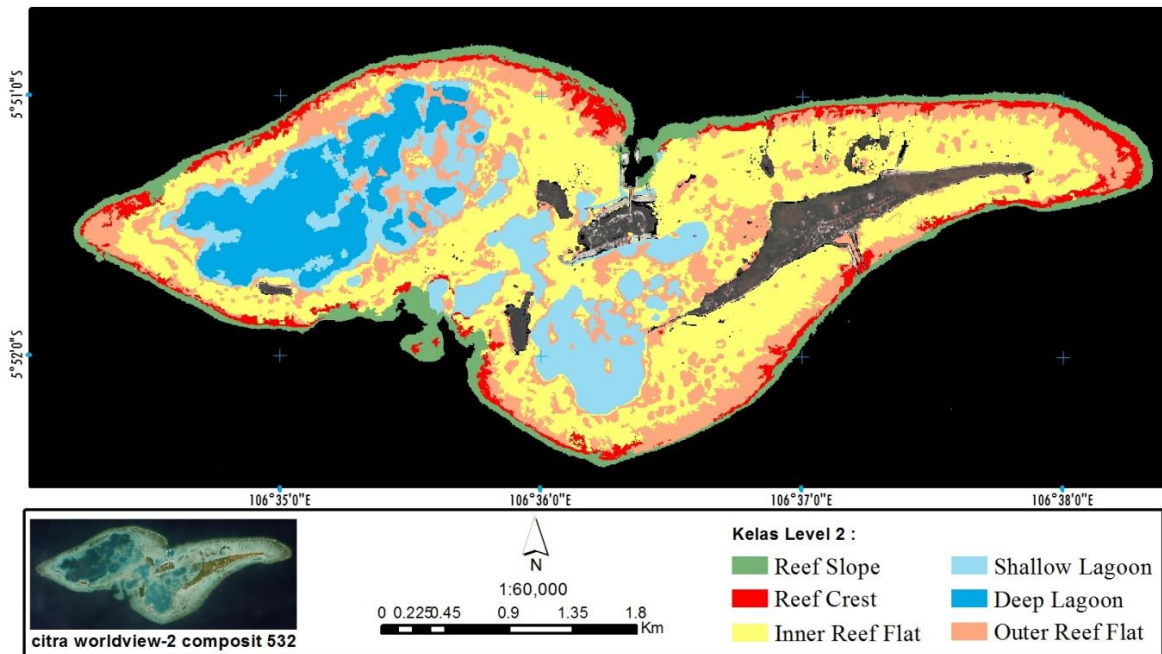 5°51'0"S
5°52'0"S
106°35'0"E
106°36'0"E
106°37'0"E
106°38'0"E
citra worldview-2 composit 532
N
1:60,000
0 0.225 0.45 0.9 1.35 1.8
Km
Kelas Level 2 :
Reef Slope
Reef Crest
Inner Reef Flat
Shallow Lagoon
Deep Lagoon
Outer Reef Flat